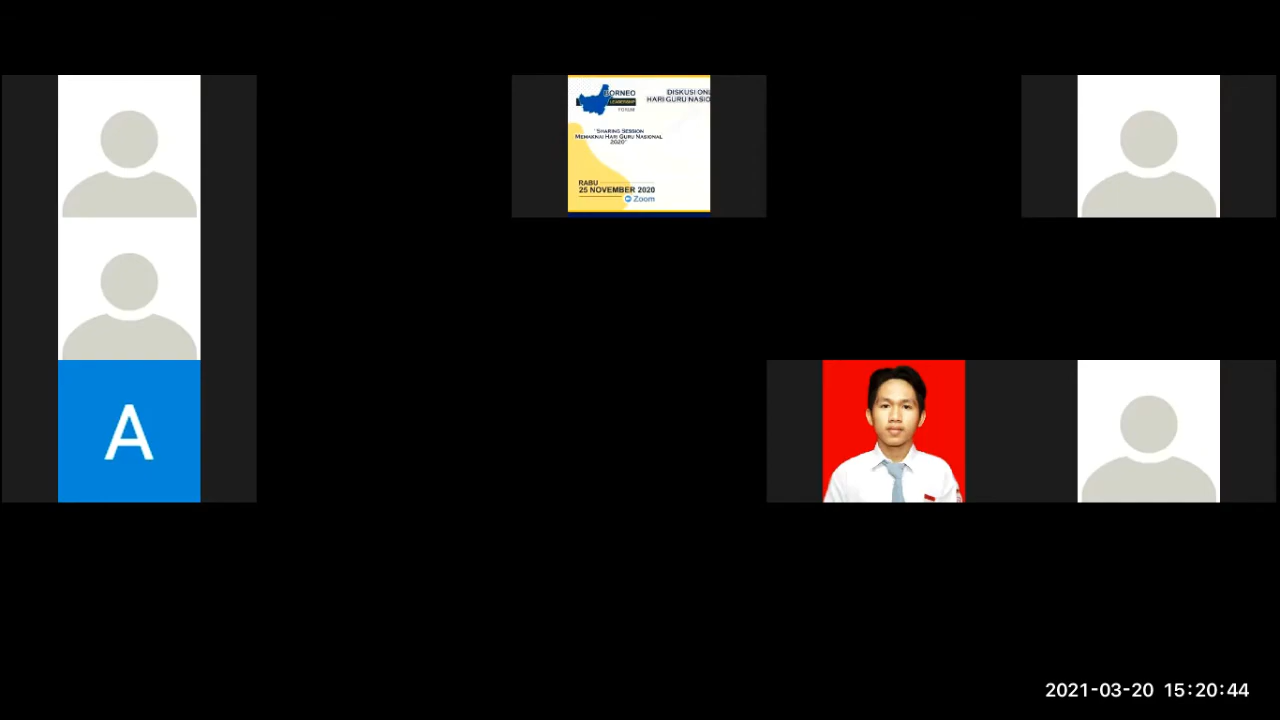 BORNEO
LEADERSHIP
FORUM
DISKUSI ONL
HARI GURU NASIO
"SHARING SESSION
MEMAKNAI HARI GURU NASIONAL
2020"
RABU
25 NOVEMBER 2020
Zoom
A
2021-03-20 15:20:44